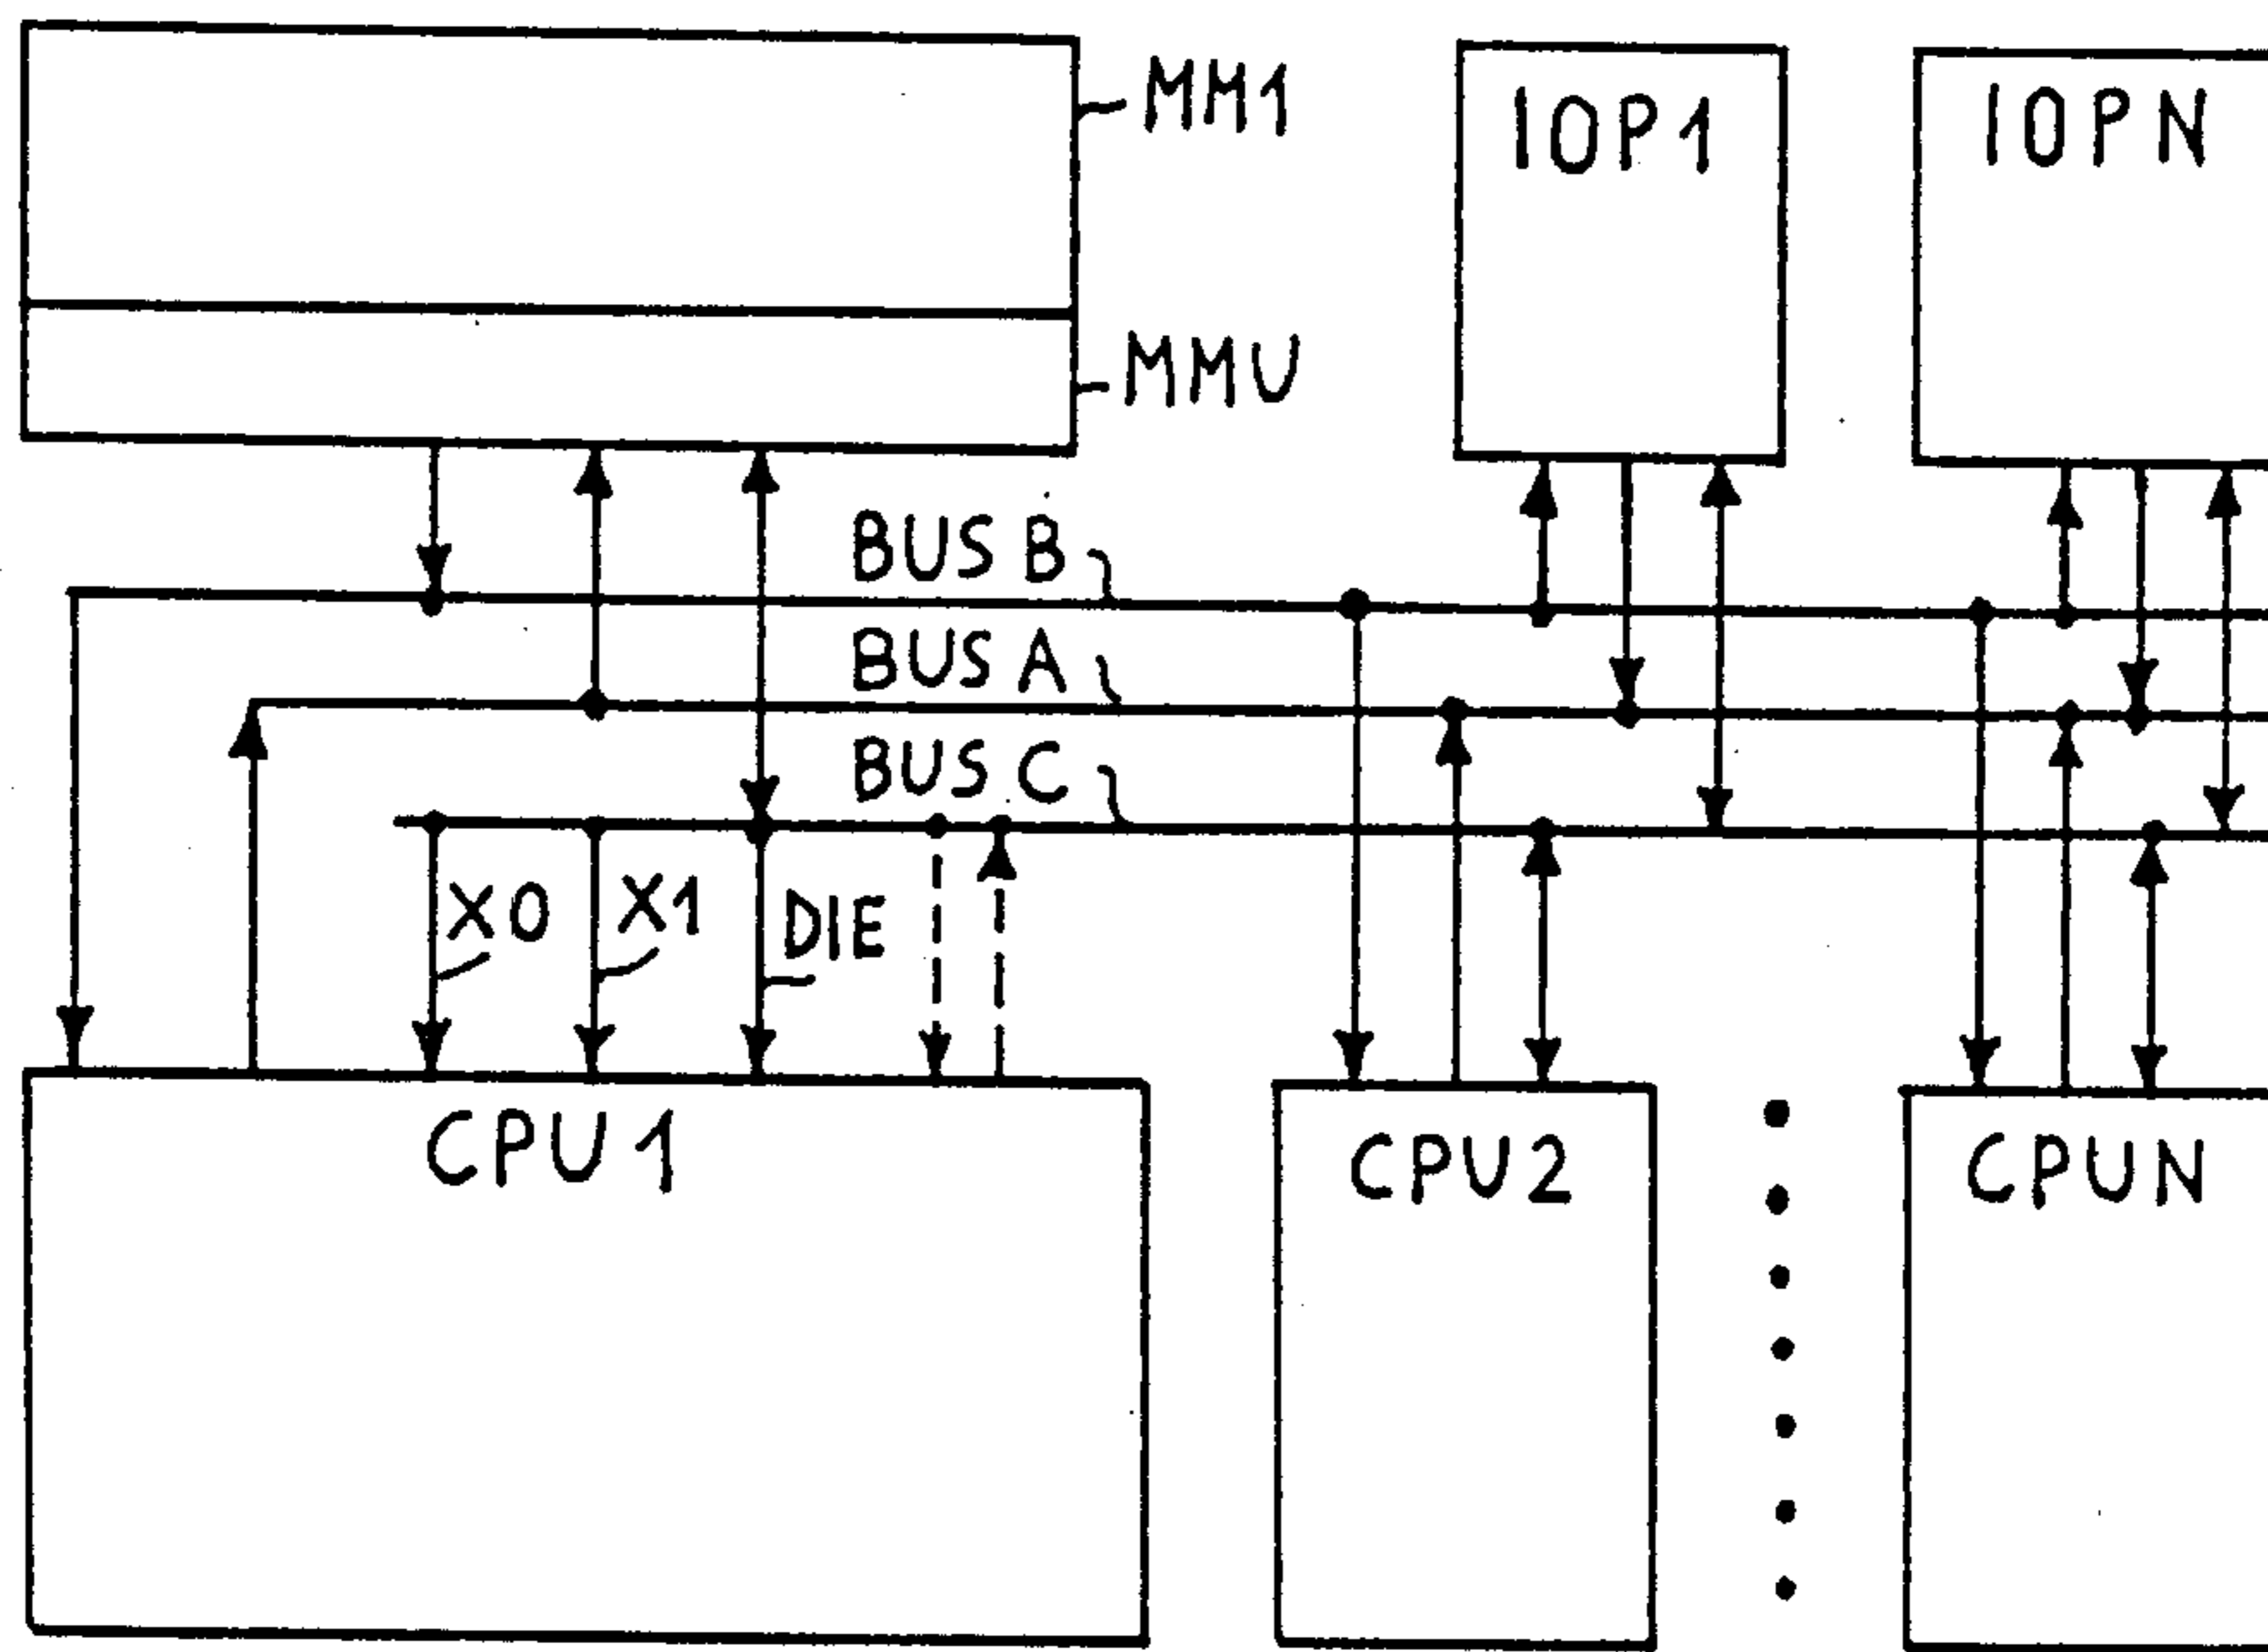 MM1
IOP1
IOPN
MMU
BUS B
BUS A
BUS C
X0
X1
DIE
CPU1
CPU2
CPUN